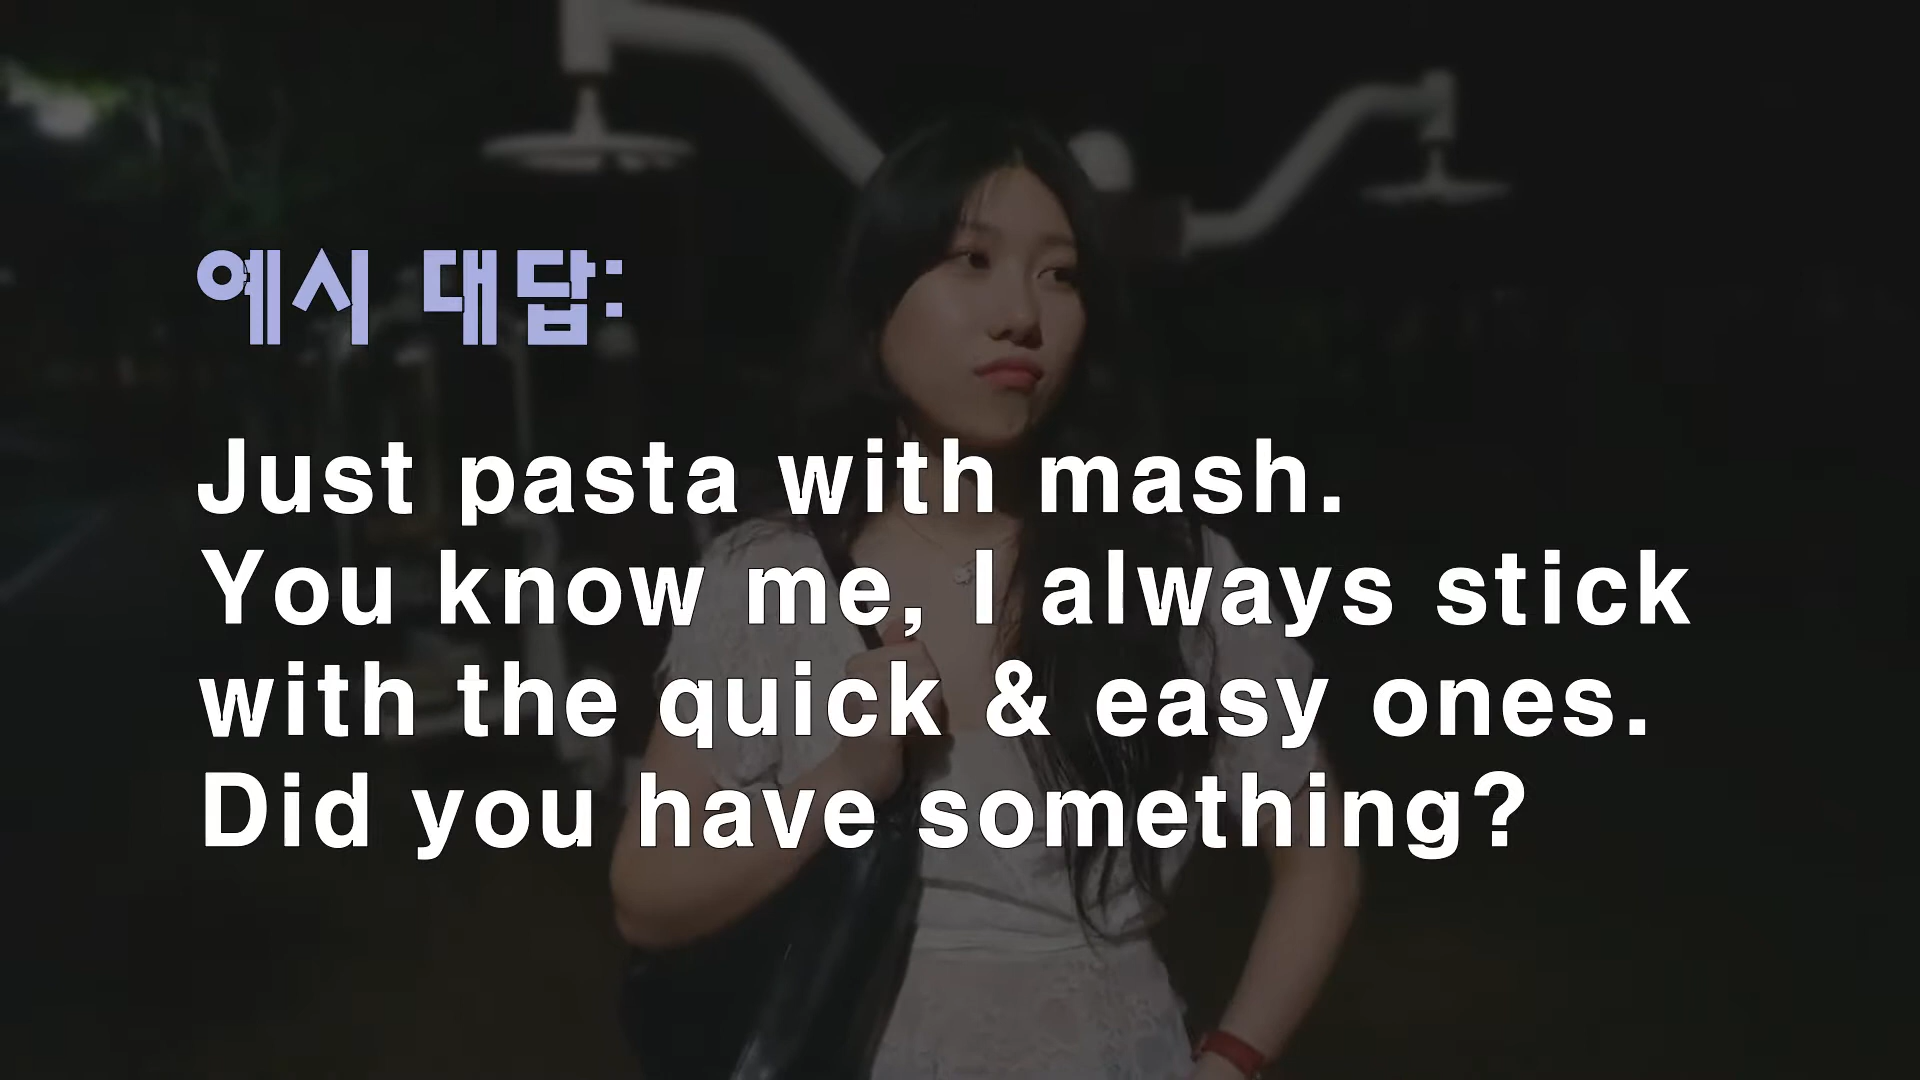 예시 대답:
Just pasta with mash.
You know me, I always stick
with the quick & easy ones.
Did you have something?